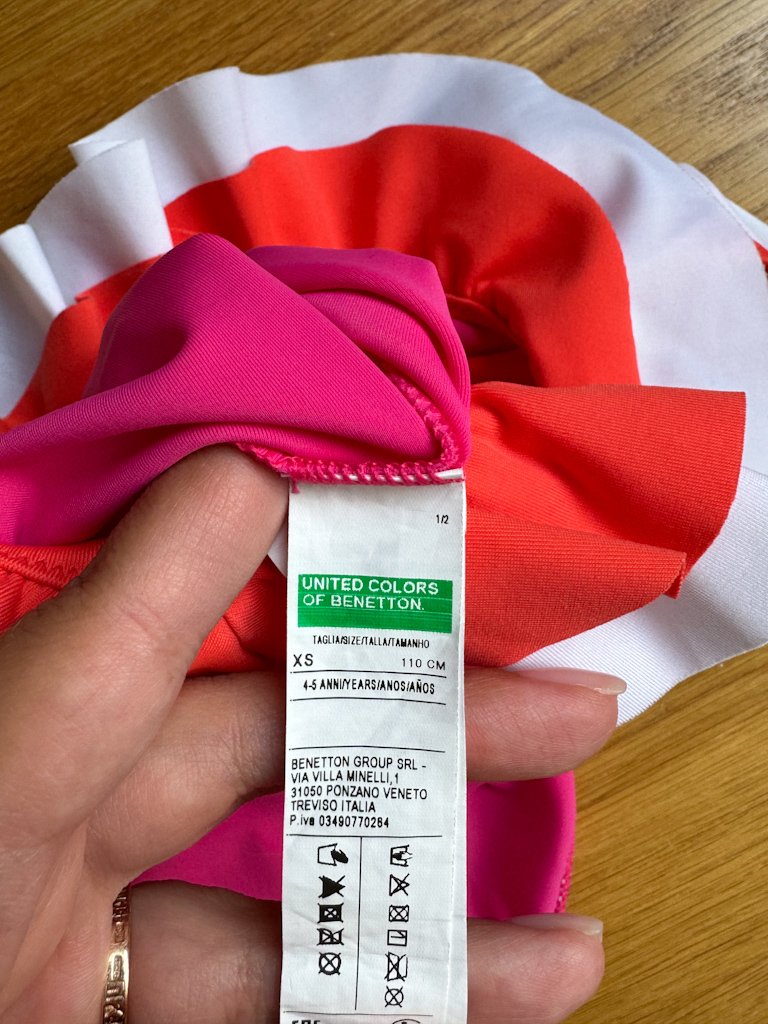 1/2
UNITED COLORS
OF BENETTON.
TAGLIA/SIZE/TALLA/TAMANHO
XS 110 CM
4-5 ANNI/YEARS/ANOS/AÑOS
BENETTON GROUP SRL -
VIA VILLA MINELLI,1
31050 PONZANO VENETO
TREVISO ITALIA
P.iva 03490770264